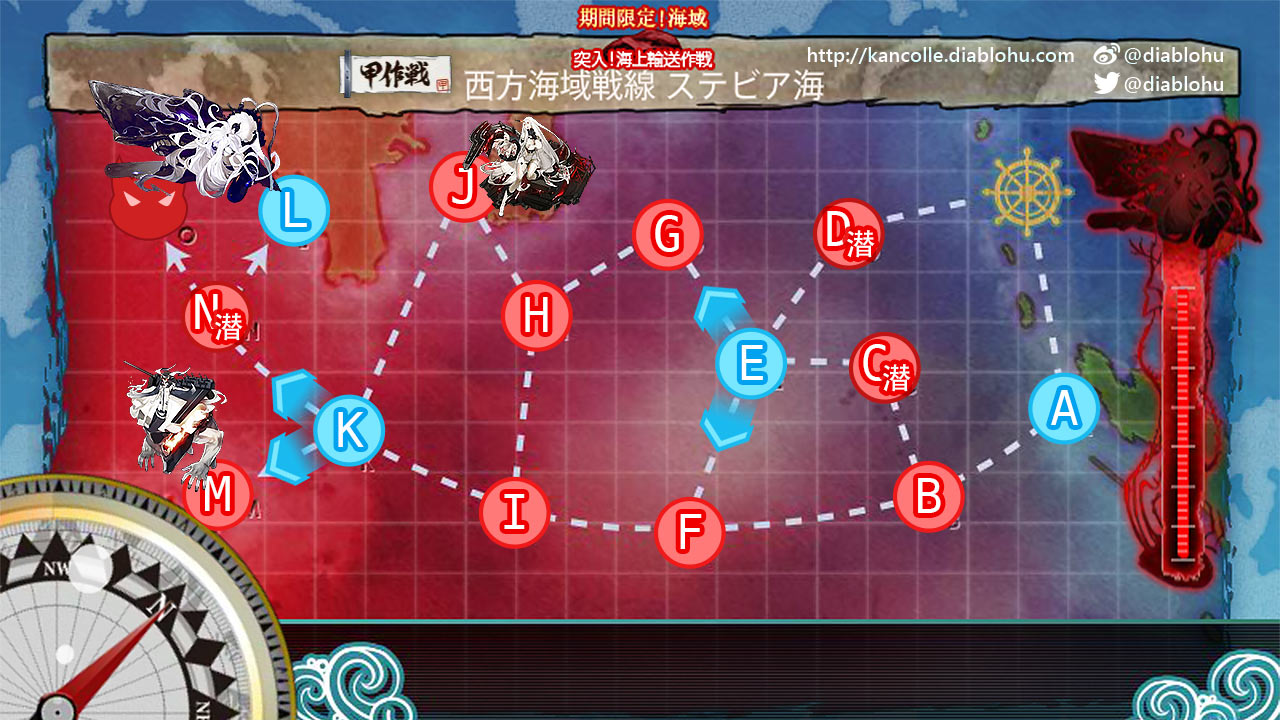 期間限定!海域
突入!海上輸送作戦
http://kancolle.diablohu.com @diablohu
甲作戦 西方海域戦線 ステビア海
@diablohu
L
J
G
D潜
N潜
H
E
C潜
K
A
M
I
F
B
NW
N